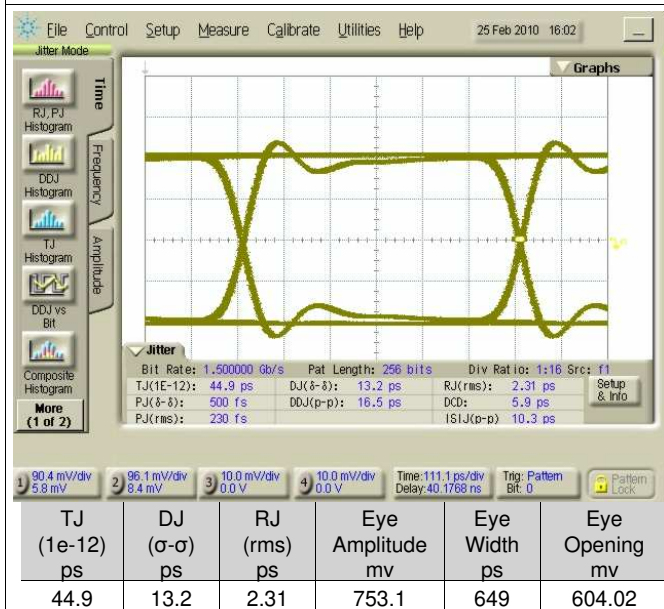 File Control Setup Measure Calibrate Utilities Help 25 Feb 2010 16:02
Jitter Mode
Graphs
RJ, PJ
Histogram
DDJ
Histogram
TJ
Histogram
DDJ vs
Bit
Composite
Histogram
More
(1 of 2)
Time
Frequency
Amplitude
Jitter
Bit Rate: 1.500000 Gb/s Pat Length: 256 bits Div Ratio: 1:16 Src: f1
TJ(1E-12): 44.9 ps DJ(δ-δ): 13.2 ps RJ(rms): 2.31 ps
PJ(δ-δ): 500 fs DDJ(p-p): 16.5 ps DCD: 5.9 ps
PJ(rms): 230 fs ISIJ(p-p) 10.3 ps
Setup
& Info
1) 90.4 mV/div 2) 96.1 mV/div 3) 10.0 mV/div 4) 10.0 mV/div Time:111.1 ps/div Trig: Pattern Pattern
5.8 mV 8.4 mV 0.0 V 0.0 V Delay:40.1768 ns Bit: 0 Lock
TJ DJ RJ Eye Eye Eye
(1e-12) (σ-σ) (rms) Amplitude Width Opening
ps ps ps mv ps mv
44.9 13.2 2.31 753.1 649 604.02